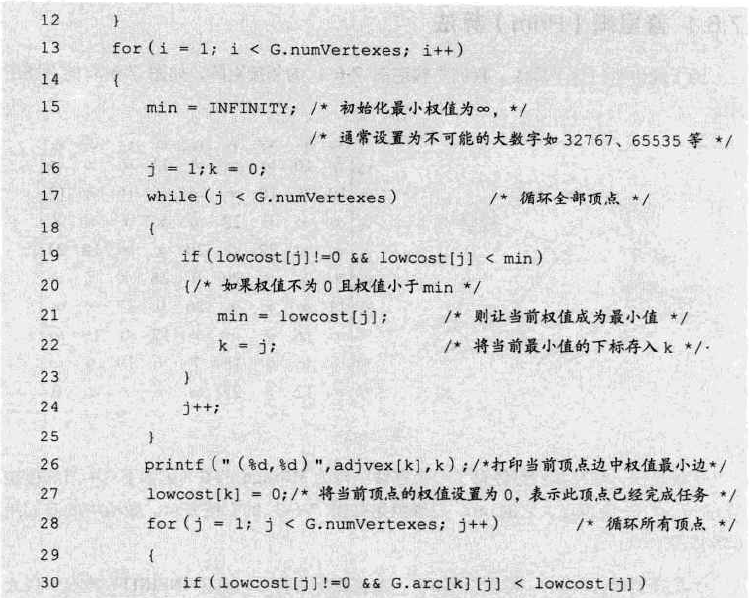 12 }
13 for(i = 1; i < G.numVertexes; i++)
14 {
15 min = INFINITY; /* 初始化最小权值为∞, */
/* 通常设置为不可能的大数字如 32767、65535 等 */
16 j = 1;k = 0;
17 while(j < G.numVertexes) /* 循环全部顶点 */
18 {
19 if(lowcost[j]!=0 && lowcost[j] < min)
20 {/* 如果权值不为 0 且权值小于 min */
21 min = lowcost[j]; /* 则让当前权值成为最小值 */
22 k = j; /* 将当前最小值的下标存入 k */
23 }
24 j++;
25 }
26 printf("(%d,%d)",adjvex[k],k);/*打印当前顶点边中权值最小边*/
27 lowcost[k] = 0;/* 将当前顶点的权值设置为 0, 表示此顶点已经完成任务 */
28 for(j = 1; j < G.numVertexes; j++) /* 循环所有顶点 */
29 {
30 if(lowcost[j]!=0 && G.arc[k][j] < lowcost[j])